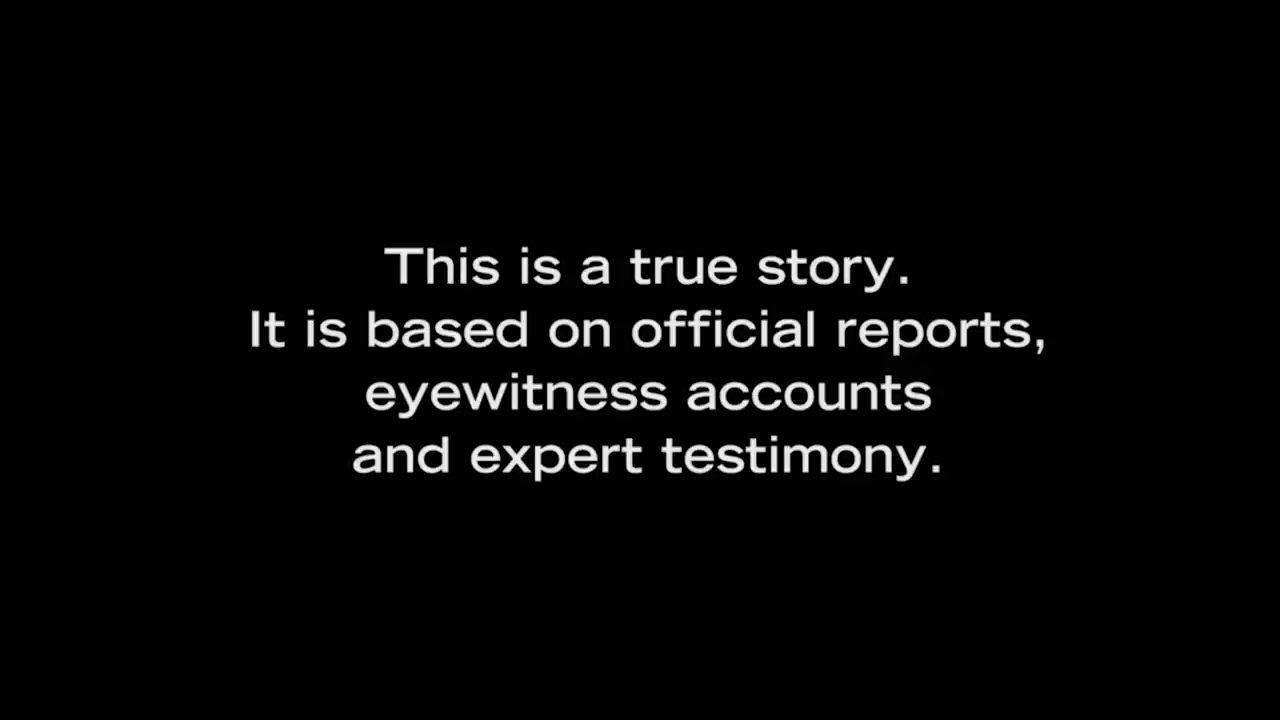 This is a true story.
It is based on official reports,
eyewitness accounts
and expert testimony.